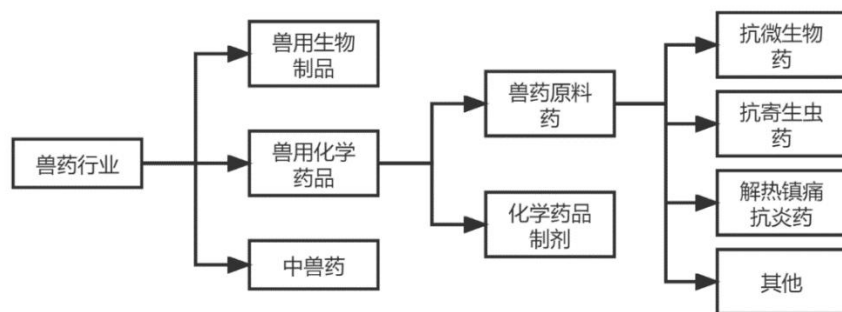 兽药行业
兽用生物
制品
兽用化学
药品
中兽药
兽药原料
药
化学药品
制剂
抗微生物
药
抗寄生虫
药
解热镇痛
抗炎药
其他